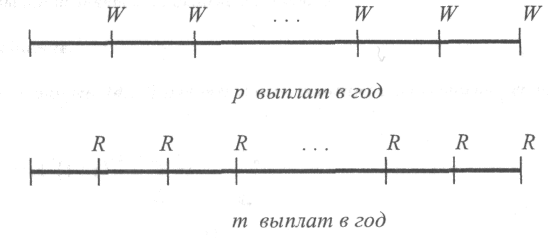 W W ... W W W
p выплат в год
R R R ... R R R
m выплат в год